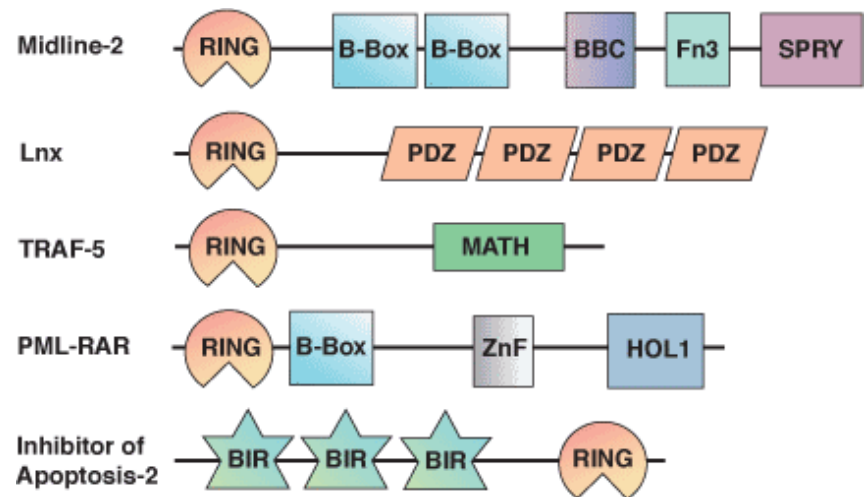 Midline-2 RING B-Box B-Box BBC Fn3 SPRY
Lnx RING PDZ PDZ PDZ PDZ
TRAF-5 RING MATH
PML-RAR RING B-Box ZnF HOL1
Inhibitor of
Apoptosis-2 BIR BIR BIR RING